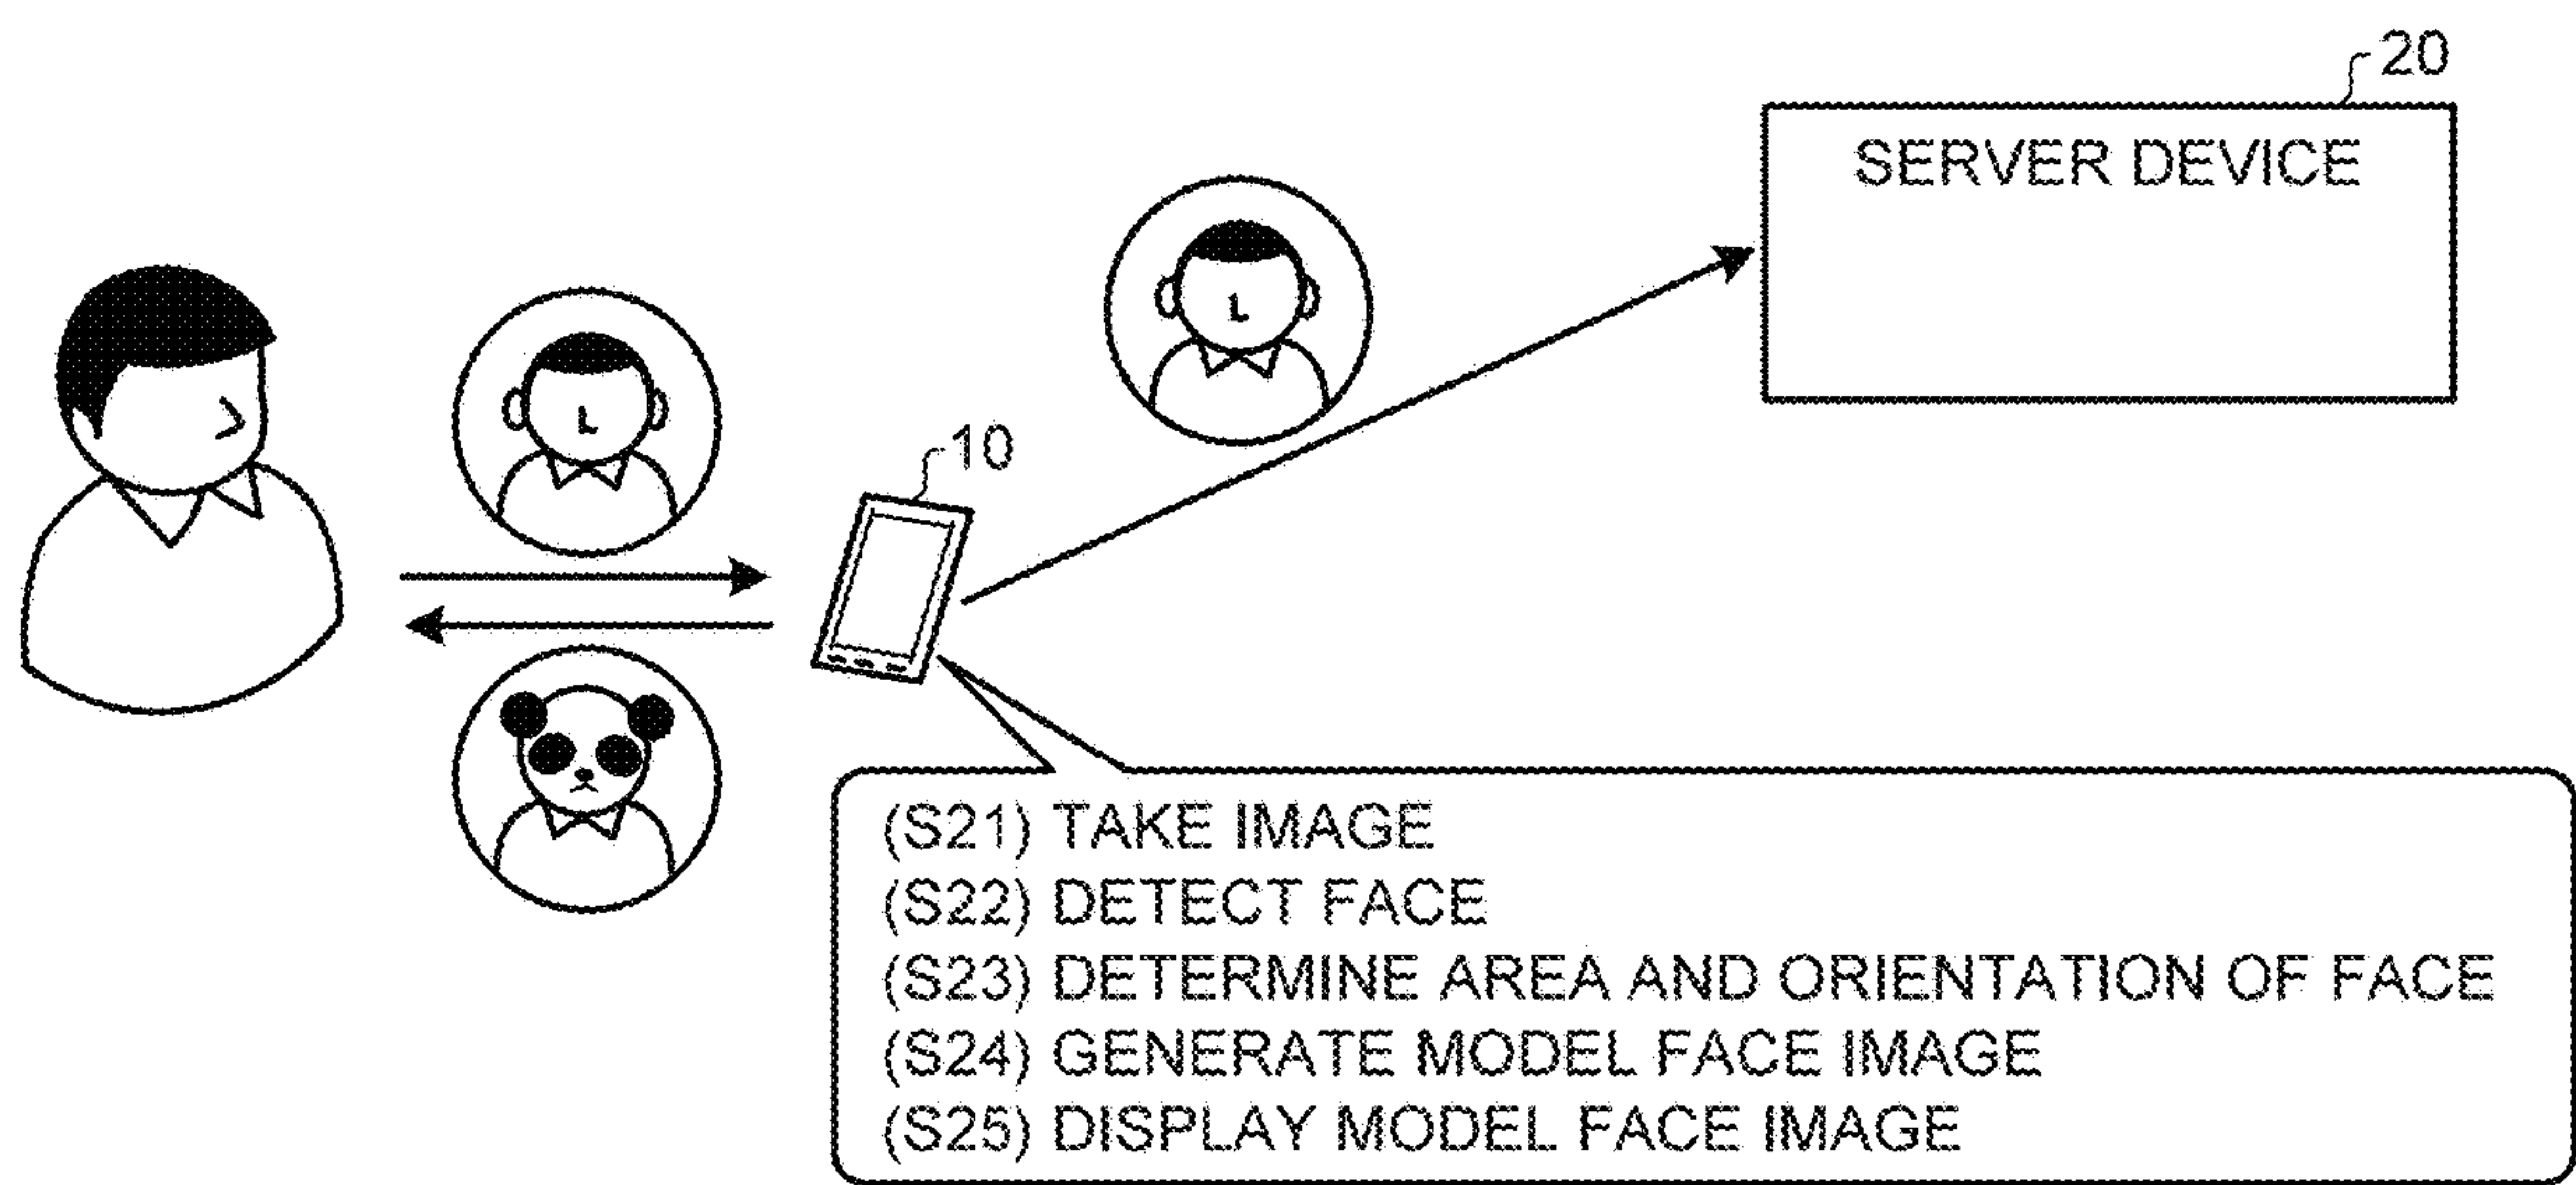 20
SERVER DEVICE
10
(S21) TAKE IMAGE
(S22) DETECT FACE
(S23) DETERMINE AREA AND ORIENTATION OF FACE
(S24) GENERATE MODEL FACE IMAGE
(S25) DISPLAY MODEL FACE IMAGE